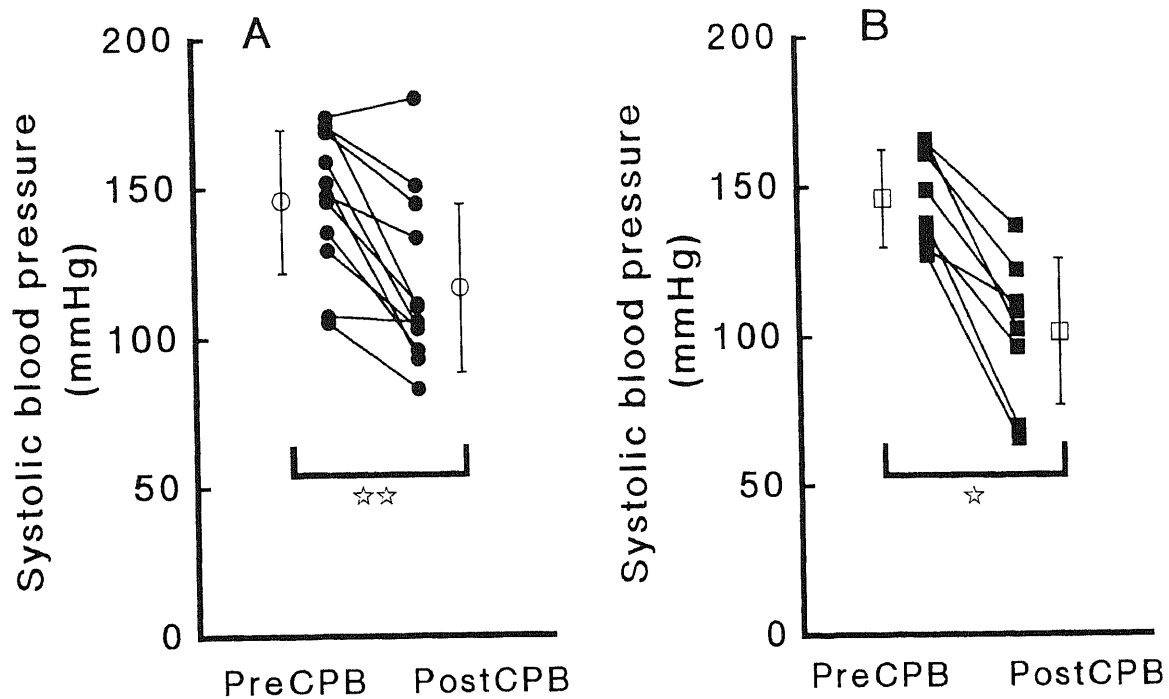 A
Systolic blood pressure
(mmHg)
200
150
100
50
0
☆☆
PreCPB PostCPB
B
Systolic blood pressure
(mmHg)
200
150
100
50
0
☆
PreCPB PostCPB